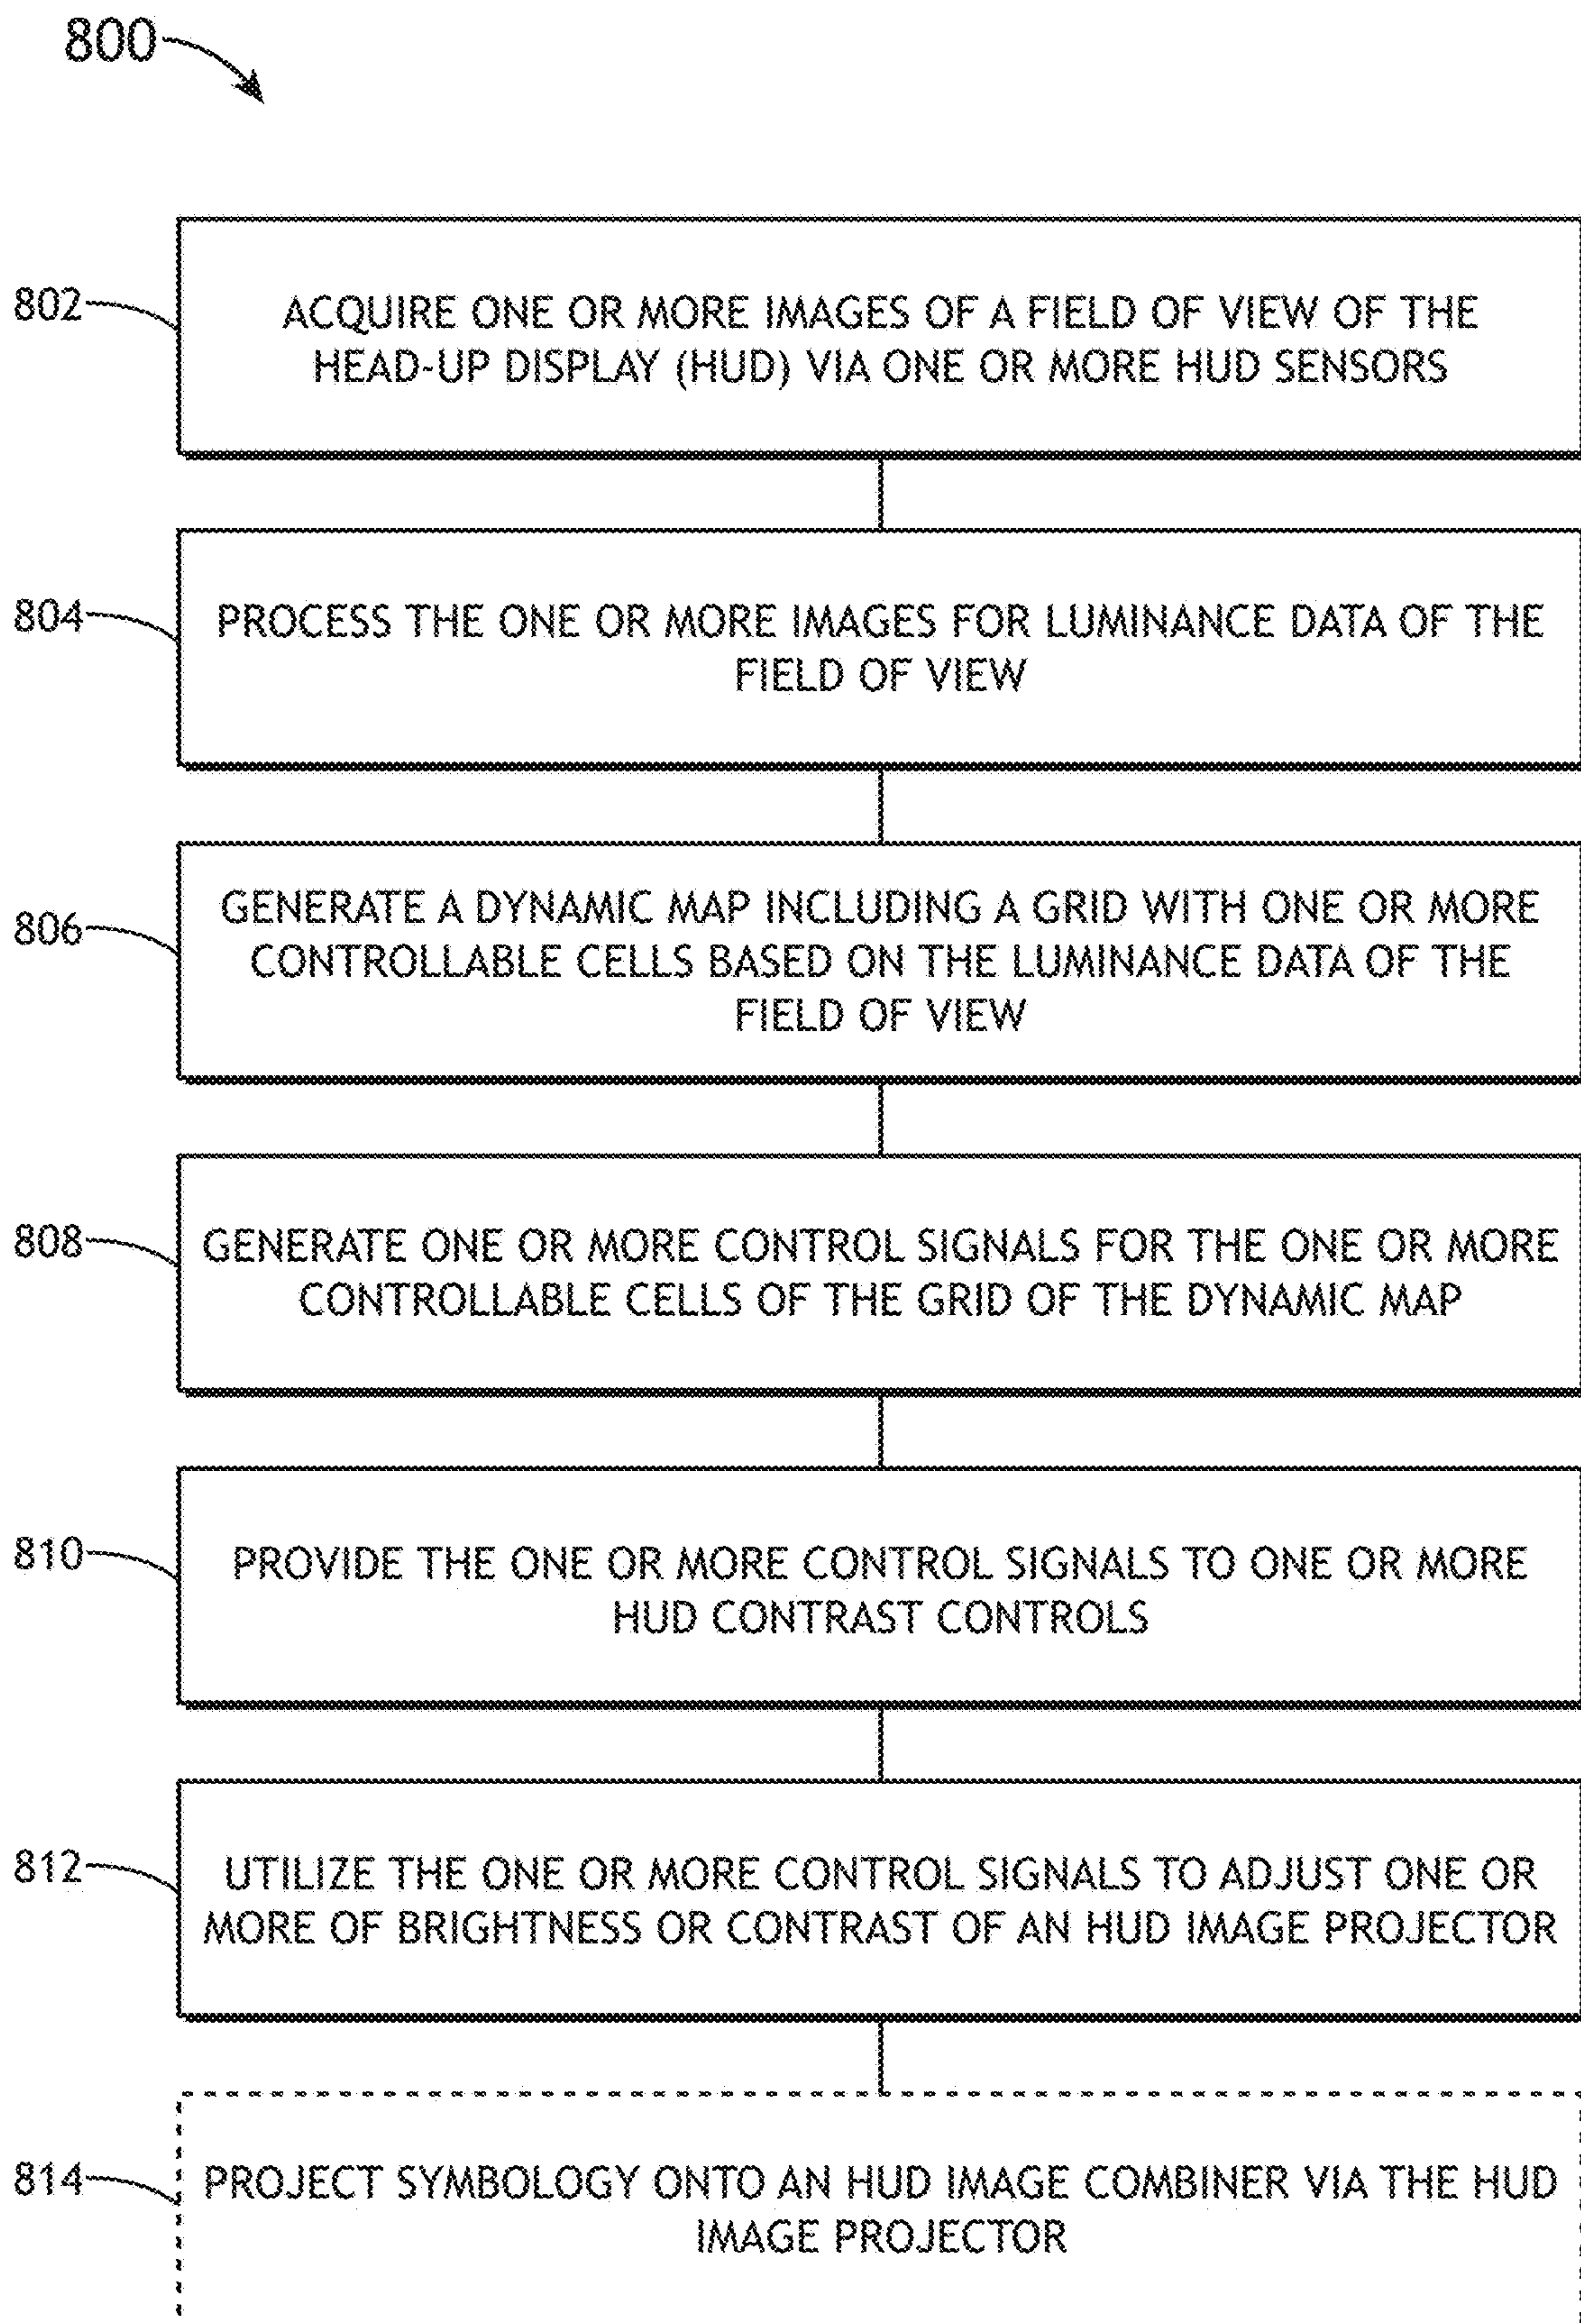 800
802
ACQUIRE ONE OR MORE IMAGES OF A FIELD OF VIEW OF THE
HEAD-UP DISPLAY (HUD) VIA ONE OR MORE HUD SENSORS
804
PROCESS THE ONE OR MORE IMAGES FOR LUMINANCE DATA OF THE
FIELD OF VIEW
806
GENERATE A DYNAMIC MAP INCLUDING A GRID WITH ONE OR MORE
CONTROLLABLE CELLS BASED ON THE LUMINANCE DATA OF THE
FIELD OF VIEW
808
GENERATE ONE OR MORE CONTROL SIGNALS FOR THE ONE OR MORE
CONTROLLABLE CELLS OF THE GRID OF THE DYNAMIC MAP
810
PROVIDE THE ONE OR MORE CONTROL SIGNALS TO ONE OR MORE
HUD CONTRAST CONTROLS
812
UTILIZE THE ONE OR MORE CONTROL SIGNALS TO ADJUST ONE OR
MORE OF BRIGHTNESS OR CONTRAST OF AN HUD IMAGE PROJECTOR
814
PROJECT SYMBOLOGY ONTO AN HUD IMAGE COMBINER VIA THE HUD
IMAGE PROJECTOR